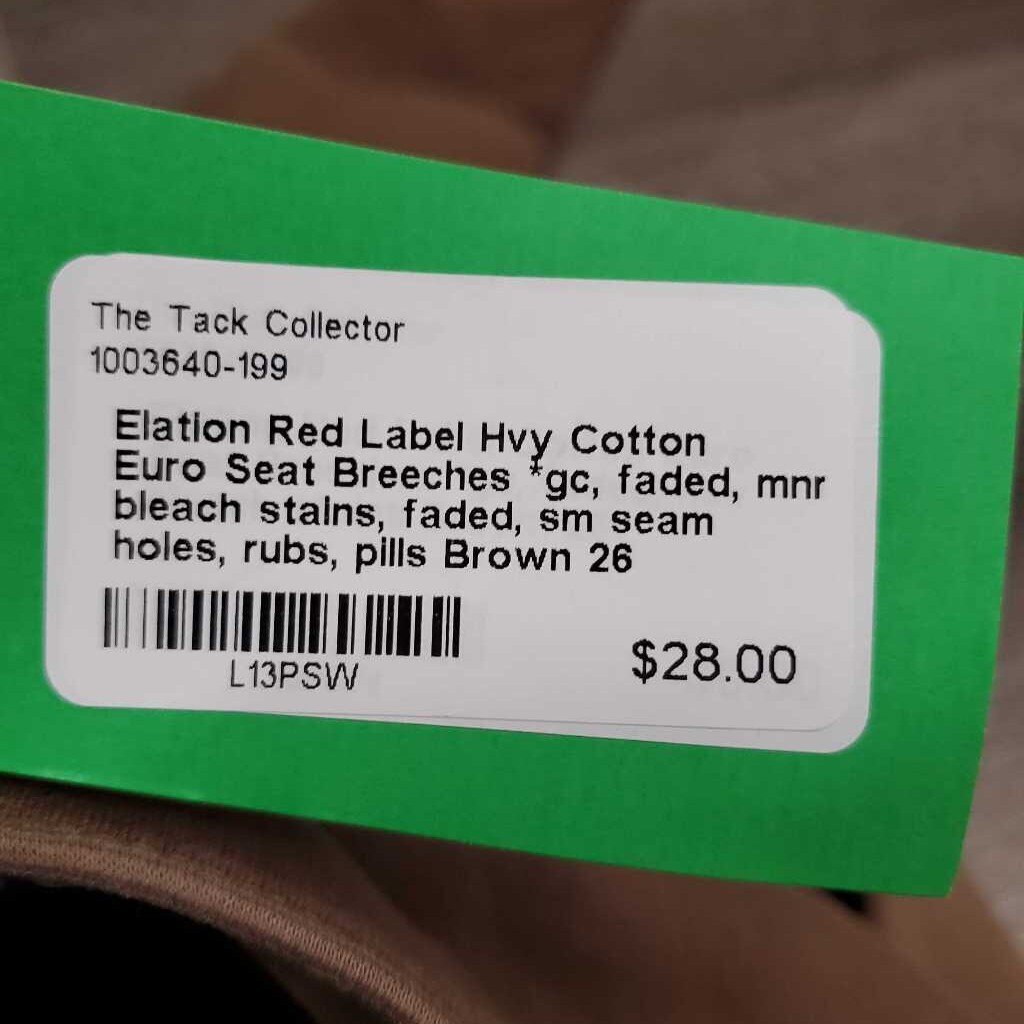 The Tack Collector
1003640-199
Elation Red Label Hvy Cotton
Euro Seat Breeches *gc, faded, mnr
bleach stains, faded, sm seam
holes, rubs, pills Brown 26
L13PSW
$28.00